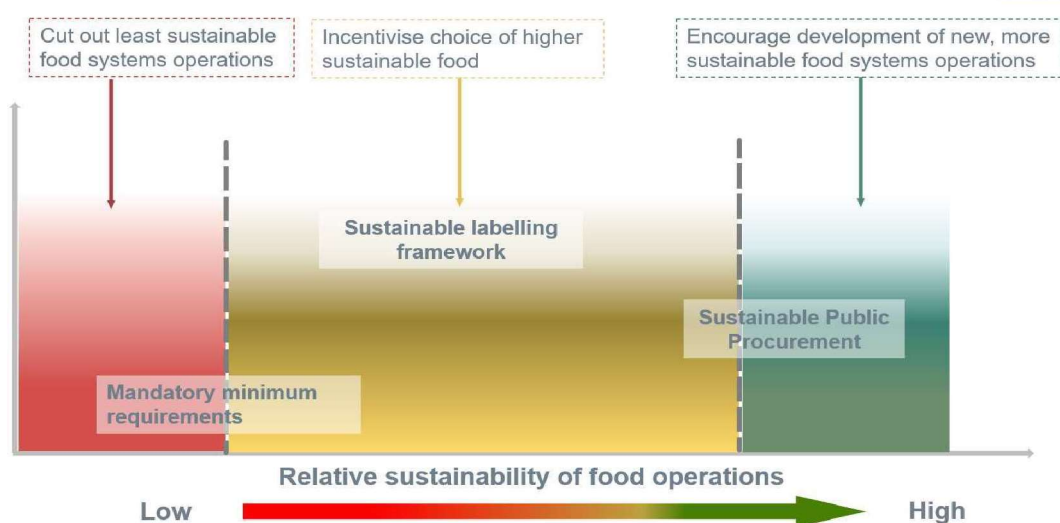 Cut out least sustainable
food systems operations
Incentivise choice of higher
sustainable food
Encourage development of new, more
sustainable food systems operations
Sustainable labelling
framework
Sustainable Public
Procurement
Mandatory minimum
requirements
Relative sustainability of food operations
Low
High